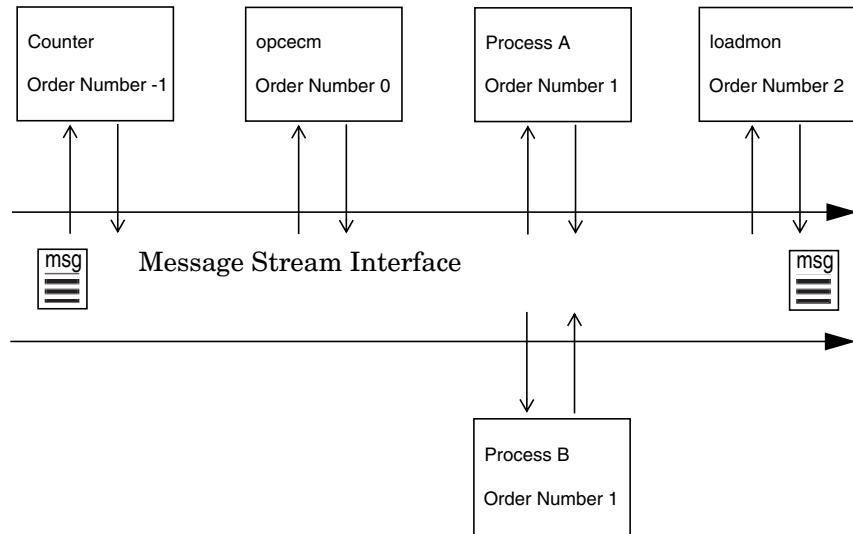 Counter
Order Number -1
opcecm
Order Number 0
Process A
Order Number 1
loadmon
Order Number 2
msg
Message Stream Interface
msg
Process B
Order Number 1